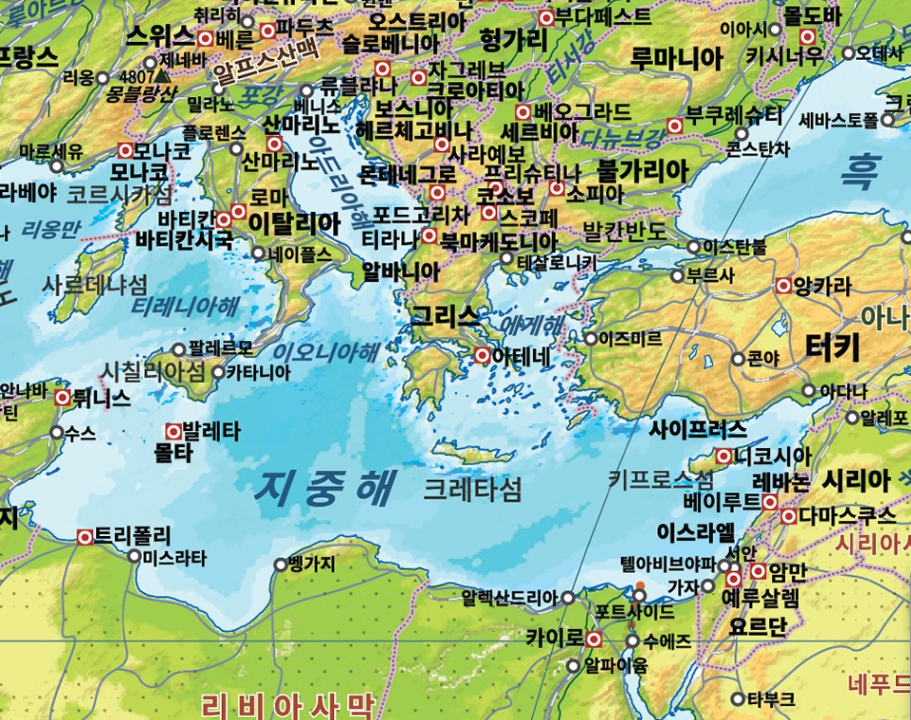 루아르
취리히
파두츠
오스트리아
부다페스트
몰도바
이아시
스위스
베른
슬로베니아
헝가리
티서강
루마니아
키시너우
오데사
프랑스
제네바
알프스산맥
리옹
4807
몽블랑산
밀라노
포강
베니스
류블랴나
자그레브
크로아티아
보스니아
헤르체고비나
베오그라드
세르비아
다뉴브강
부쿠레슈티
세바스토폴
플로렌스
산마리노
산마리노
아드리아해
사라예보
콘스탄차
흑
마르세유
모나코
모나코
몬테네그로
프리슈티나
코소보
불가리아
소피아
라베야
코르시카섬
로마
바티칸
바티칸시국
이탈리아
포드고리차
스코페
발칸반도
리옹만
티라나
북마케도니아
이스탄불
네이플스
알바니아
테살로니키
부르사
앙카라
사르데냐섬
티레니아해
그리스
에게해
아나
이즈미르
터키
팔레르모
이오니아해
아테네
콘야
시칠리아섬
카타니아
안나바
튀니스
틴
아다나
알레포
수스
발레타
몰타
사이프러스
니코시아
지중해
크레타섬
키프로스섬
레바논
시리아
베이루트
다마스쿠스
지
트리폴리
미스라타
벵가지
이스라엘
시리아사
텔아비브야파
서안
암만
가자
예루살렘
알렉산드리아
포트사이드
요르단
카이로
수에즈
알파이윰
리비아사막
네푸드
타부크